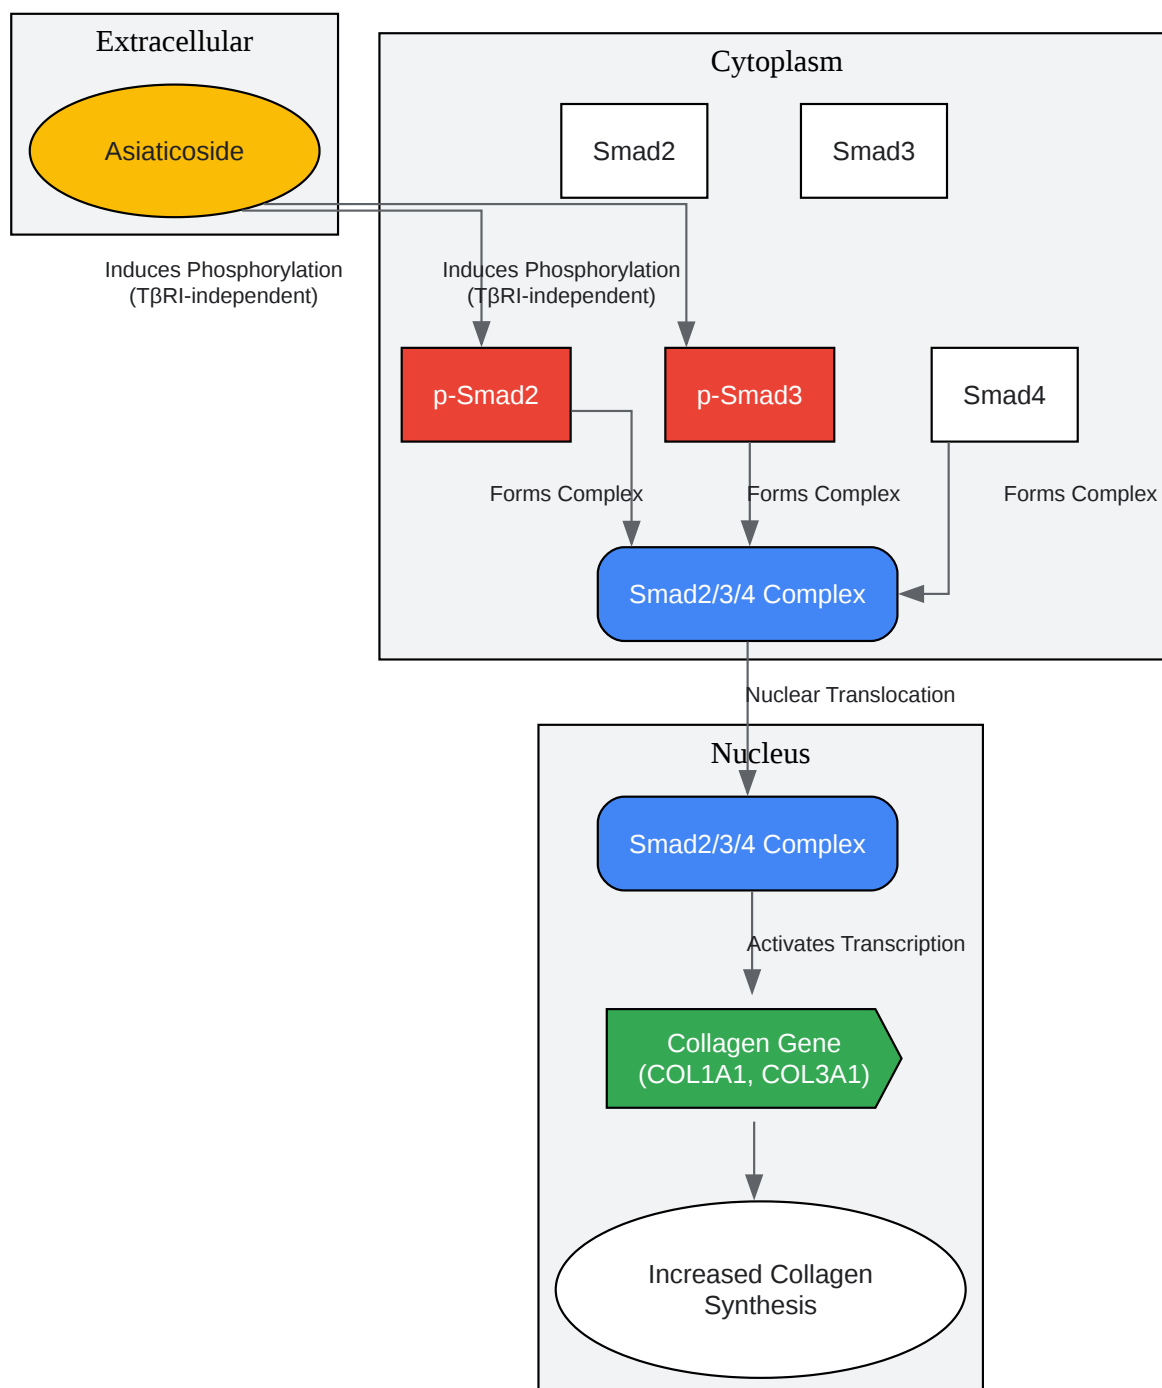 Extracellular
Cytoplasm
Asiaticoside
Smad2
Smad3
Induces Phosphorylation
(TβRI-independent)
Induces Phosphorylation
(TβRI-independent)
p-Smad2
p-Smad3
Smad4
Forms Complex
Forms Complex
Forms Complex
Smad2/3/4 Complex
Nuclear Translocation
Nucleus
Smad2/3/4 Complex
Activates Transcription
Collagen Gene
(COL1A1, COL3A1)
Increased Collagen
Synthesis